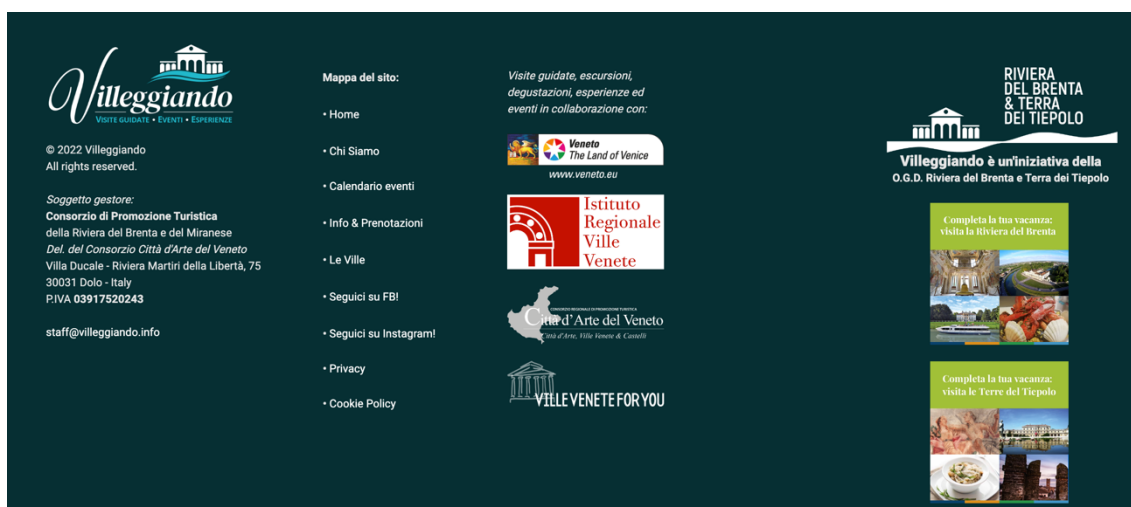 Villeggiando
VISITE GUIDATE • EVENTI • ESPERIENZE
© 2022 Villeggiando
All rights reserved.
Soggetto gestore:
Consorzio di Promozione Turistica
della Riviera del Brenta e del Miranese
Del. del Consorzio Città d'Arte del Veneto
Villa Ducale - Riviera Martiri della Libertà, 75
30031 Dolo - Italy
P.IVA 03917520243
staff@villeggiando.info
Mappa del sito:
• Home
• Chi Siamo
• Calendario eventi
• Info & Prenotazioni
• Le Ville
• Seguici su FB!
• Seguici su Instagram!
• Privacy
• Cookie Policy
Visite guidate, escursioni,
degustazioni, esperienze ed
eventi in collaborazione con:
Veneto
The Land of Venice
www.veneto.eu
Istituto
Regionale
Ville
Venete
CONSORZIO REGIONALE DI PROMOZIONE TURISTICA
Città d'Arte del Veneto
Città d'Arte, Ville Venete & Castelli
VILLE VENETE FOR YOU
RIVIERA
DEL BRENTA
& TERRA
DEI TIEPOLO
Villeggiando è un'iniziativa della
O.G.D. Riviera del Brenta e Terra dei Tiepolo
Completa la tua vacanza:
visita la Riviera del Brenta
Completa la tua vacanza:
visita le Terre del Tiepolo